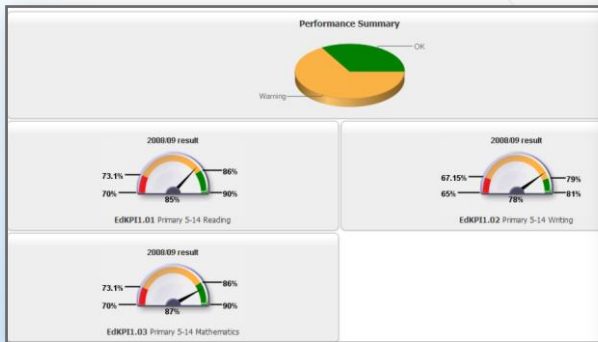 Performance Summary
OK
Warning
2008/09 result
73.1%
86%
70%
90%
85%
EdKPI1.01 Primary 5-14 Reading
2008/09 result
67.15%
79%
65%
81%
78%
EdKPI1.02 Primary 5-14 Writing
2008/09 result
73.1%
86%
70%
90%
87%
EdKPI1.03 Primary 5-14 Mathematics